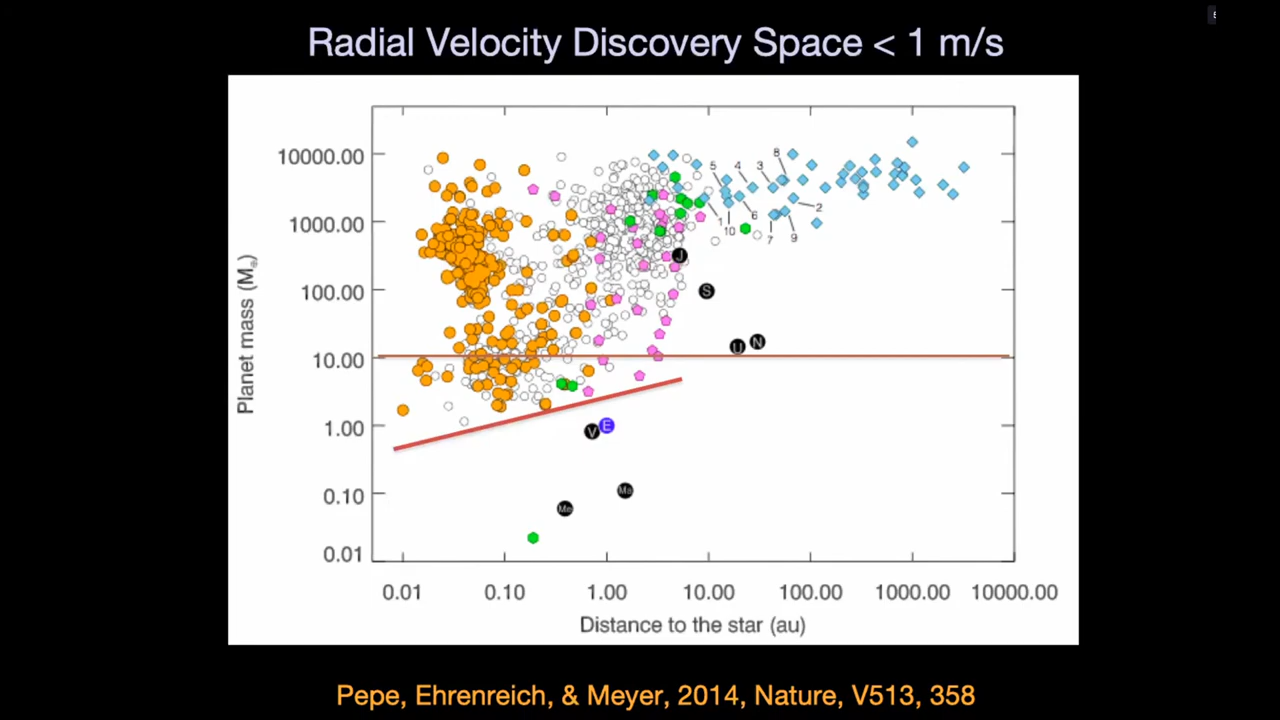 Radial Velocity Discovery Space < 1 m/s
10000.00
1000.00
100.00
10.00
1.00
0.10
0.01
Planet mass (M⊕)
8
5 4 3
1 6 2
10 7 9
J
S
U N
V E
Ma
Me
0.01 0.10 1.00 10.00 100.00 1000.00 10000.00
Distance to the star (au)
Pepe, Ehrenreich, & Meyer, 2014, Nature, V513, 358